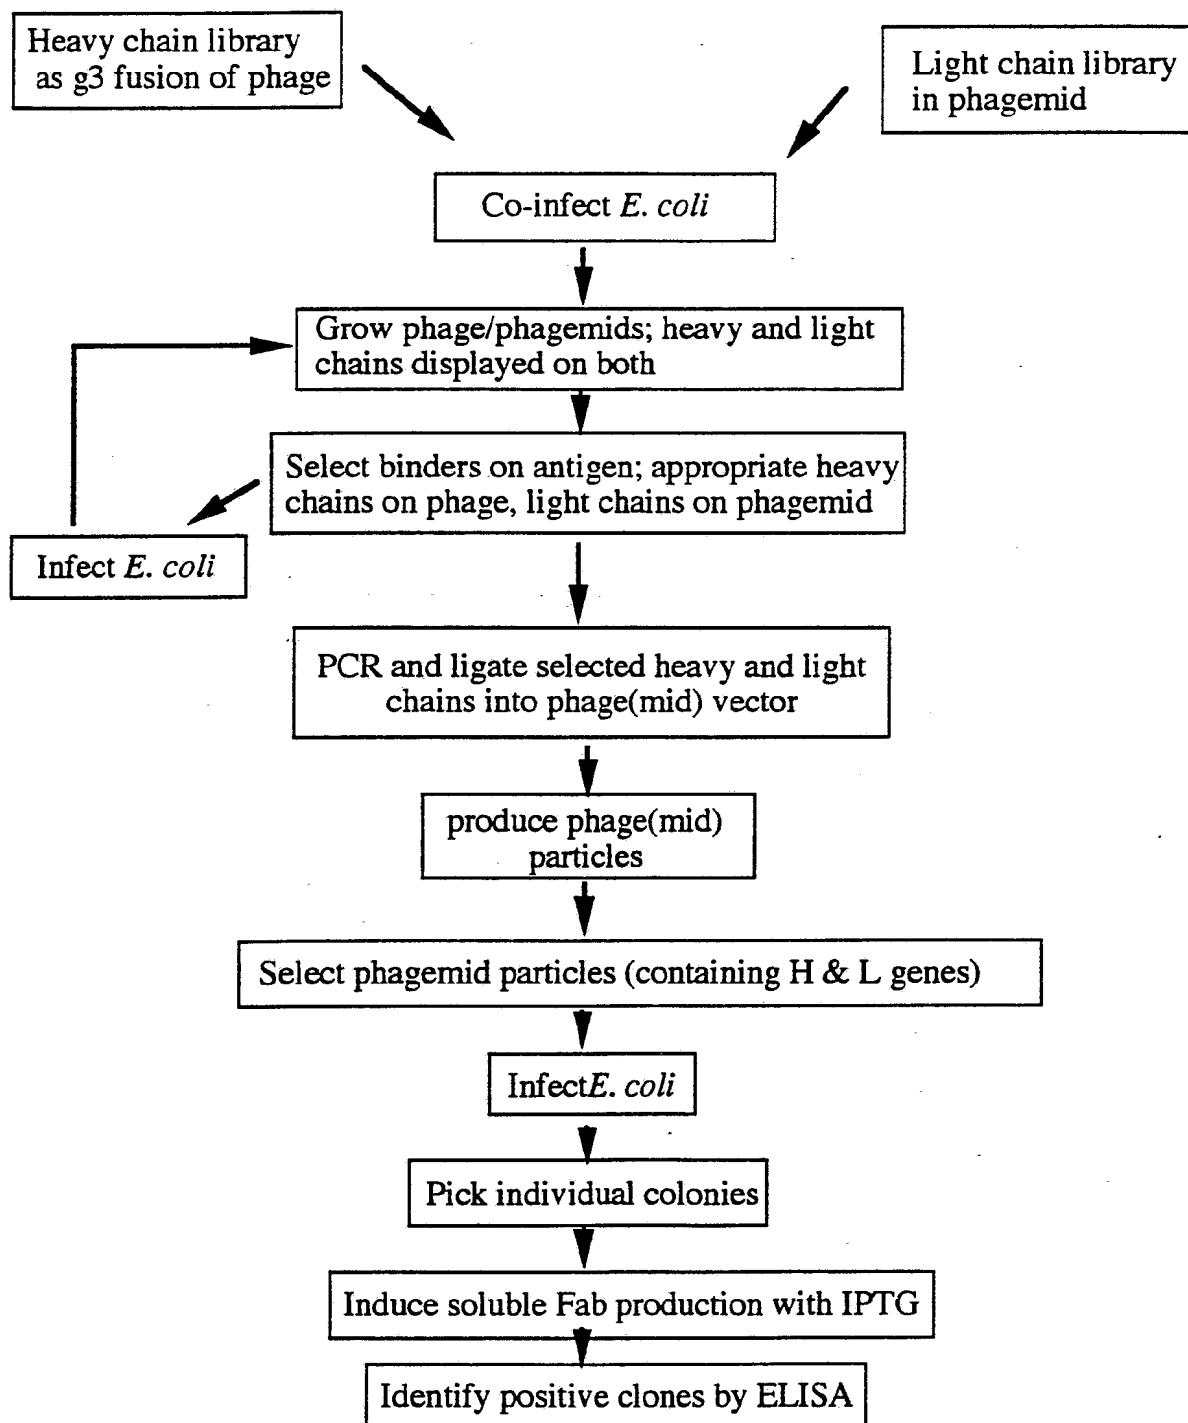 Heavy chain library
as g3 fusion of phage
Light chain library
in phagemid
Co-infect E. coli
Grow phage/phagemids; heavy and light
chains displayed on both
Select binders on antigen; appropriate heavy
chains on phage, light chains on phagemid
Infect E. coli
PCR and ligate selected heavy and light
chains into phage(mid) vector
produce phage(mid)
particles
Select phagemid particles (containing H & L genes)
InfectE. coli
Pick individual colonies
Induce soluble Fab production with IPTG
Identify positive clones by ELISA